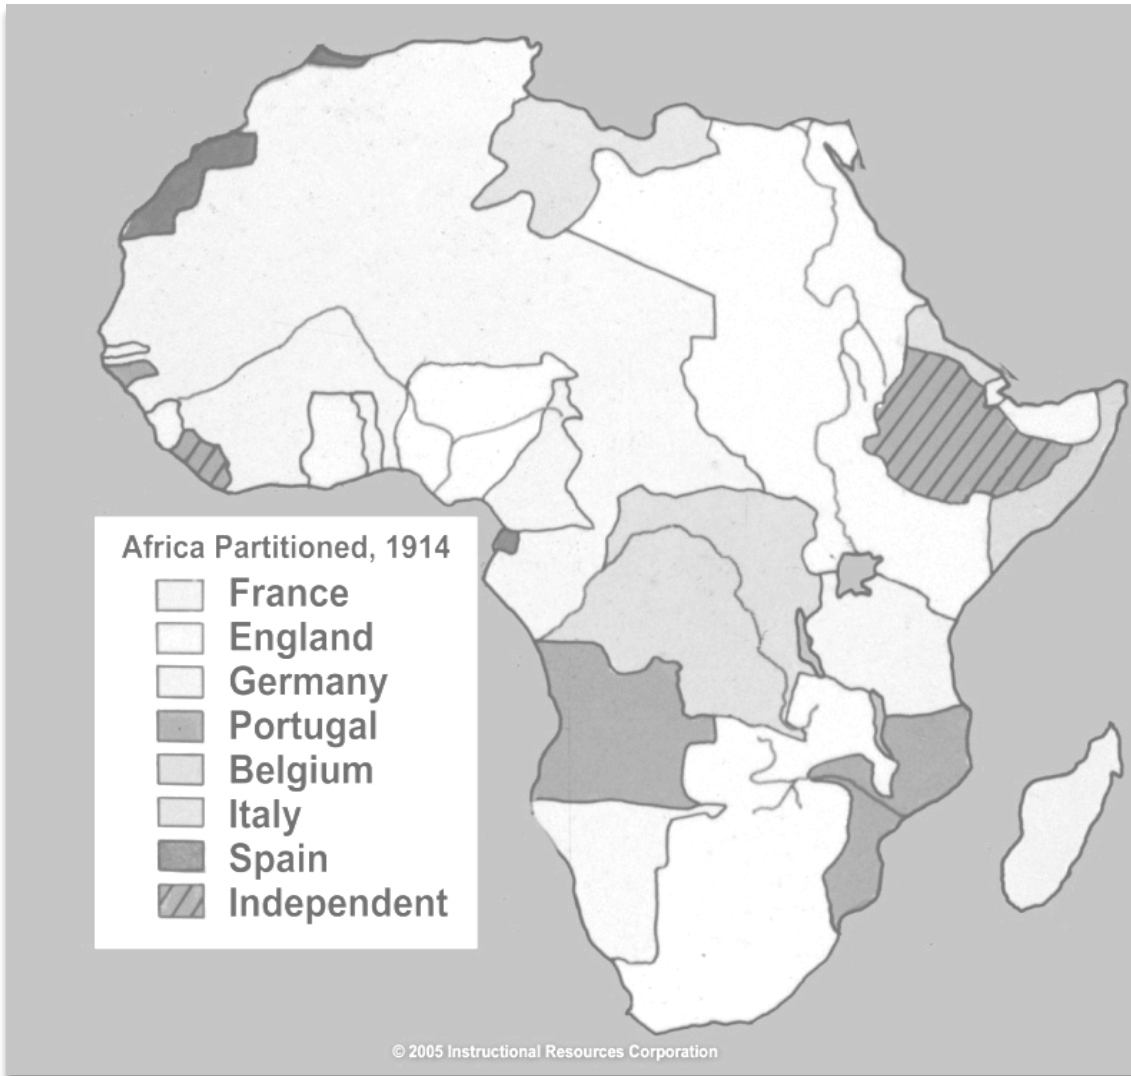 Africa Partitioned, 1914
France
England
Germany
Portugal
Belgium
Italy
Spain
Independent
© 2005 Instructional Resources Corporation